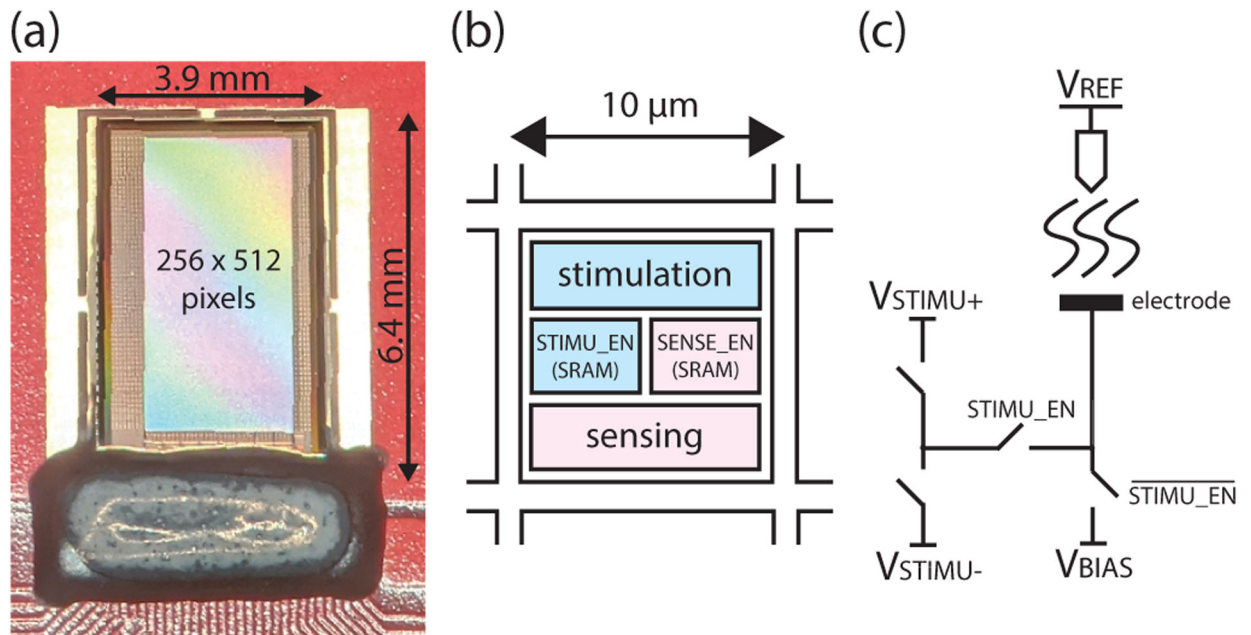 (a)
3.9 mm
256 x 512
pixels
6.4 mm
(b)
10 µm
stimulation
STIMU_EN
(SRAM)
SENSE_EN
(SRAM)
sensing
(c)
VREF
electrode
VSTIMU+
STIMU_EN
STIMU_EN
VSTIMU-
VBIAS